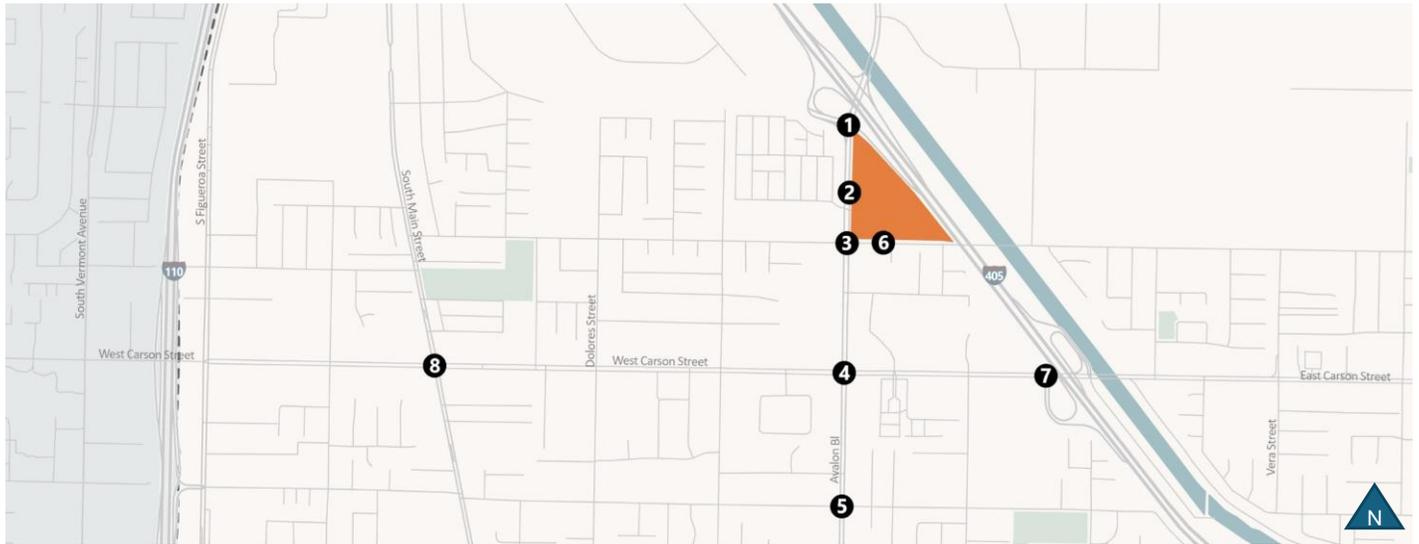 1
S Figueroa Street
South Main Street
2
South Vermont Avenue
3
6
110
405
Dolores Street
West Carson Street
West Carson Street
8
4
7
East Carson Street
Avalon Bl
Vera Street
5
N